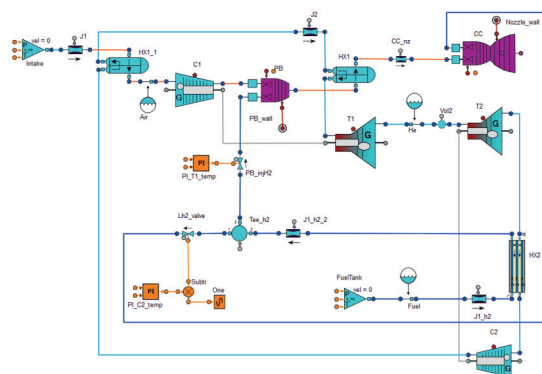 J1
J2
Nozzle_wall
vel = 0
HX1_1
C1
PB
HX1
CC_nz
CC
Intake
G
Air
PB_wall
He
Vol2
T2
T1
G
G
PI
PI_T1_temp
PB_injH2
Lh2_valve
Tee_h2
J1_h2_2
HX2
FuelTank
vel = 0
Subtr
One
PI
PI_C2_temp
Fuel
J1_h2
C2
G